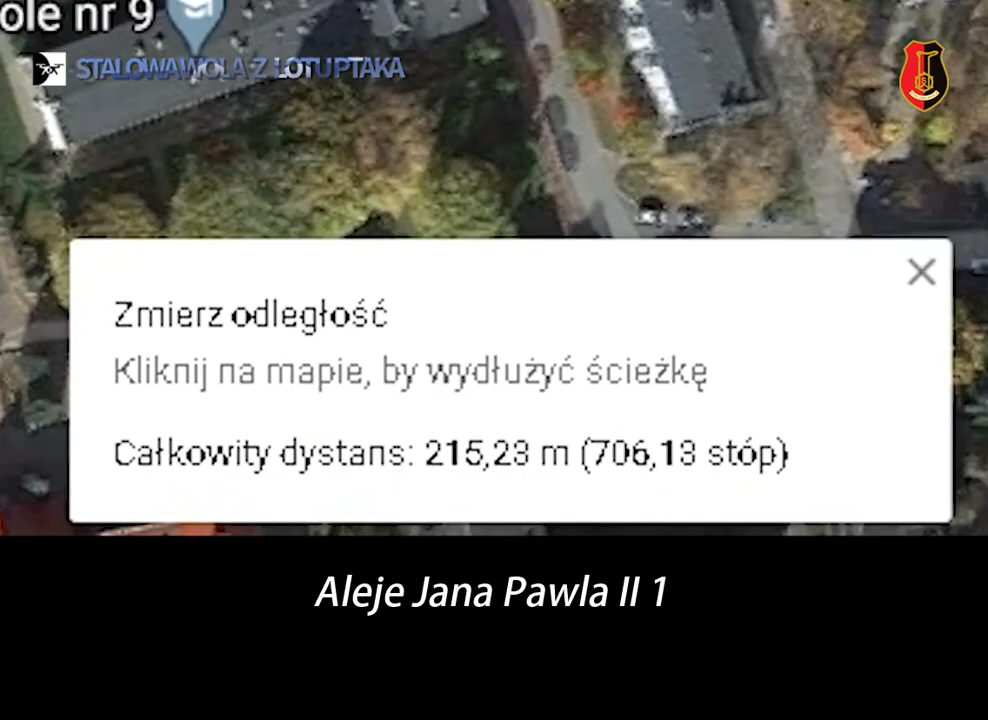 ole nr 9
STALOWA WOLA Z LOTU PTAKA
Zmierz odległość
Kliknij na mapie, by wydłużyć ścieżkę
Całkowity dystans: 215,23 m (706,13 stóp)
Aleje Jana Pawla II 1